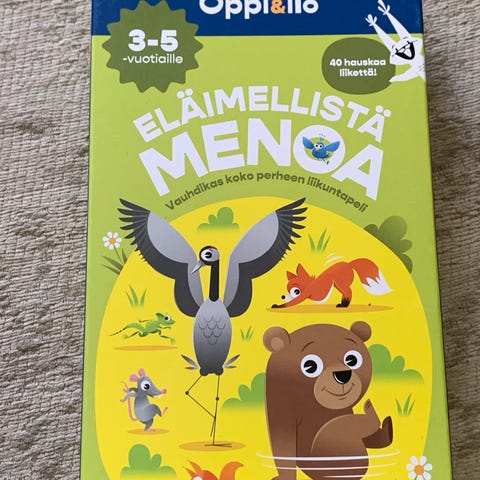 Oppi&ilo
3-5
-vuotiaille
40 hauskaa
liikettä!
ELÄIMELLISTÄ
MENOA
Vauhdikas koko perheen liikuntapeli